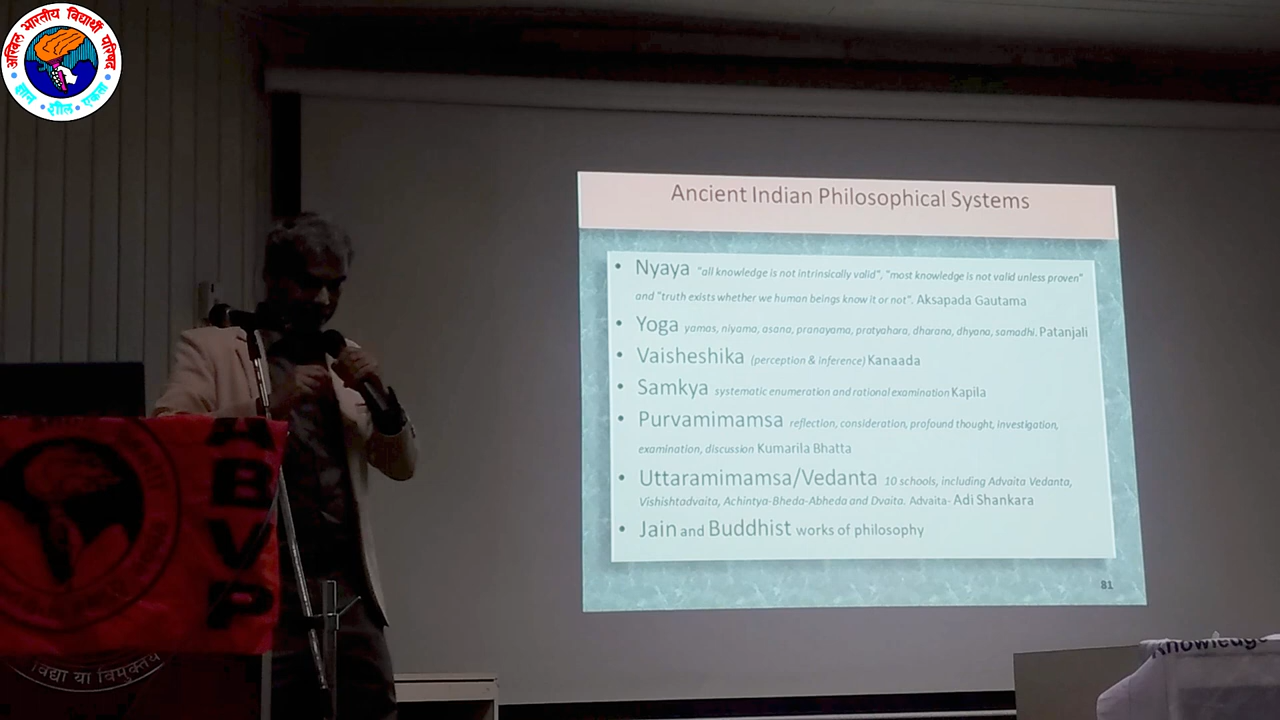 अखिल भारतीय विद्यार्थी परिषद
ज्ञान • शील • एकता
Ancient Indian Philosophical Systems
• Nyaya "all knowledge is not intrinsically valid", "most knowledge is not valid unless proven"
and "truth exists whether we human beings know it or not". Aksapada Gautama
• Yoga yamas, niyama, asana, pranayama, pratyahara, dharana, dhyana, samadhi. Patanjali
• Vaisheshika (perception & inference) Kanaada
• Samkya systematic enumeration and rational examination Kapila
• Purvamimamsa reflection, consideration, profound thought, investigation,
examination, discussion Kumarila Bhatta
• Uttaramimamsa/Vedanta 10 schools, including Advaita Vedanta,
Vishishtadvaita, Achintya-Bheda-Abheda and Dvaita. Advaita- Adi Shankara
• Jain and Buddhist works of philosophy
81
A
B
V
P
विद्या या विमुक्तये
Knowledge